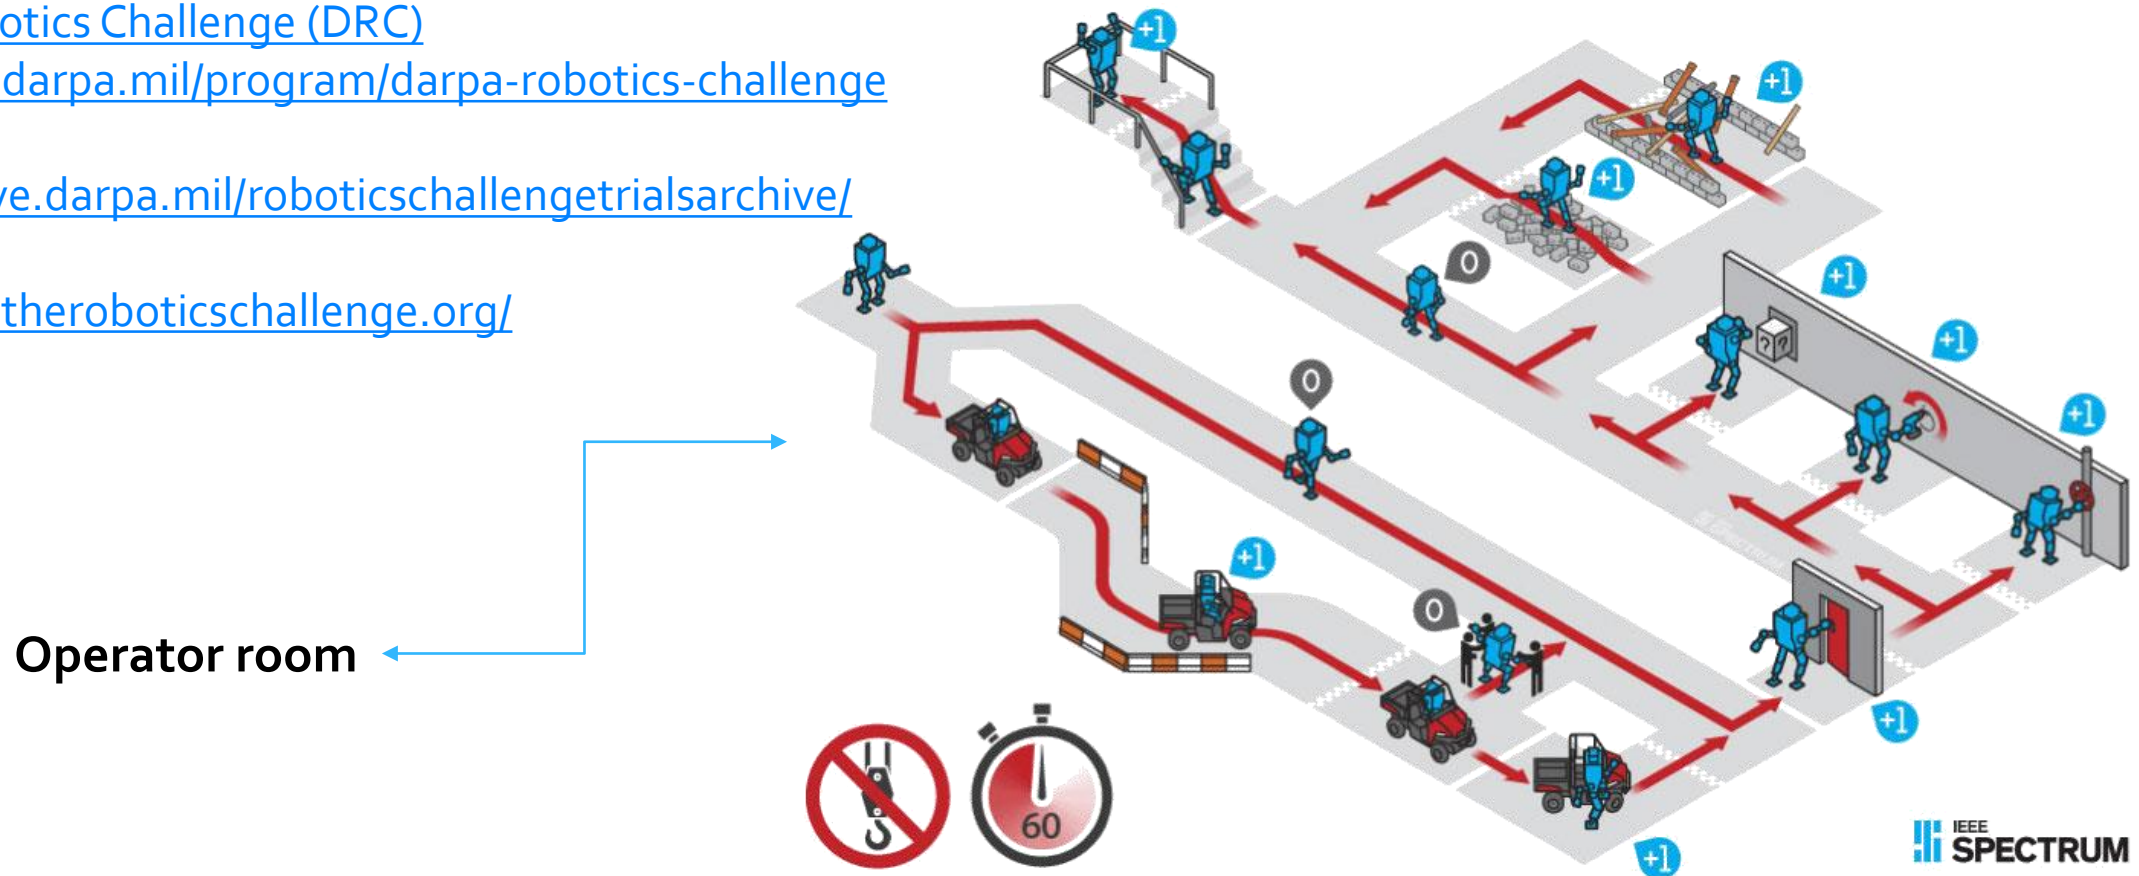 otics Challenge (DRC)
darpa.mil/program/darpa-robotics-challenge
ve.darpa.mil/roboticschallengetrialsarchive/
theroboticschallenge.org/
Operator room
+1
+1
+1
0
+1
? ?
+1
0
+1
+1
0
+1
+1
60
SPECTRUM
IEEE
SPECTRUM